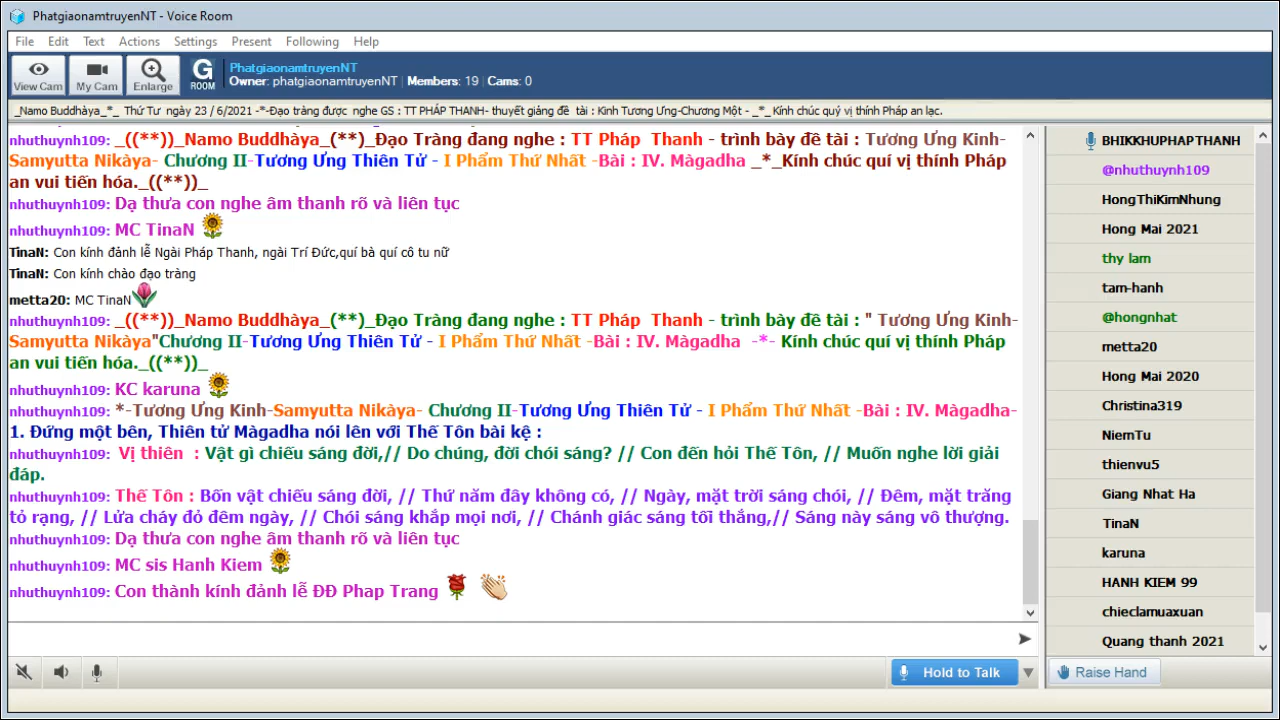 PhatgiaonamtruyenNT - Voice Room
File Edit Text Actions Settings Present Following Help
View Cam My Cam Enlarge G ROOM
PhatgiaonamtruyenNT
Owner: phatgiaonamtruyenNT | Members: 19 | Cams: 0
_Namo Buddhàya_*_ Thứ Tư ngày 23 / 6/2021 -*-Đạo tràng được nghe GS : TT PHÁP THANH- thuyết giảng đề tài : Kinh Tương Ưng-Chương Một - _*_ Kính chúc quý vị thính Pháp an lạc.
nhuthuynh109: _((**))_Namo Buddhàya_(**)_Đạo Tràng đang nghe : TT Pháp Thanh - trình bày đề tài : Tương Ưng Kinh-
Samyutta Nikàya- Chương II-Tương Ưng Thiên Tử - I Phẩm Thứ Nhất -Bài : IV. Màgadha _*_Kính chúc quí vị thính Pháp
an vui tiến hóa._((**))_
nhuthuynh109: Dạ thưa con nghe âm thanh rõ và liên tục
nhuthuynh109: MC TinaN
TinaN: Con kính đảnh lễ Ngài Pháp Thanh, ngài Trí Đức,quí bà quí cô tu nữ
TinaN: Con kính chào đạo tràng
metta20: MC TinaN
nhuthuynh109: _((**))_Namo Buddhàya_(**)_Đạo Tràng đang nghe : TT Pháp Thanh - trình bày đề tài : " Tương Ưng Kinh-
Samyutta Nikàya"Chương II-Tương Ưng Thiên Tử - I Phẩm Thứ Nhất -Bài : IV. Màgadha -*- Kính chúc quí vị thính Pháp
an vui tiến hóa._((**))_
nhuthuynh109: KC karuna
nhuthuynh109: *-Tương Ưng Kinh-Samyutta Nikàya- Chương II-Tương Ưng Thiên Tử - I Phẩm Thứ Nhất -Bài : IV. Màgadha-
1. Đứng một bên, Thiên tử Màgadha nói lên với Thế Tôn bài kệ :
nhuthuynh109: Vị thiên : Vật gì chiếu sáng đời,// Do chúng, đời chói sáng? // Con đến hỏi Thế Tôn, // Muốn nghe lời giải
đáp.
nhuthuynh109: Thế Tôn : Bốn vật chiếu sáng đời, // Thứ năm đây không có, // Ngày, mặt trời sáng chói, // Đêm, mặt trăng
tỏ rạng, // Lửa cháy đỏ đêm ngày, // Chói sáng khắp mọi nơi, // Chánh giác sáng tối thắng,// Sáng này sáng vô thượng.
nhuthuynh109: Dạ thưa con nghe âm thanh rõ và liên tục
nhuthuynh109: MC sis Hanh Kiem
nhuthuynh109: Con thành kính đảnh lễ ĐĐ Phap Trang
Hold to Talk
BHIKKHUPHAPTHANH
@nhuthuynh109
HongThiKimNhung
Hong Mai 2021
thy lam
tam-hanh
@hongnhat
metta20
Hong Mai 2020
Christina319
NiemTu
thienvu5
Giang Nhat Ha
TinaN
karuna
HANH KIEM 99
chieclamuaxuan
Quang thanh 2021
Raise Hand